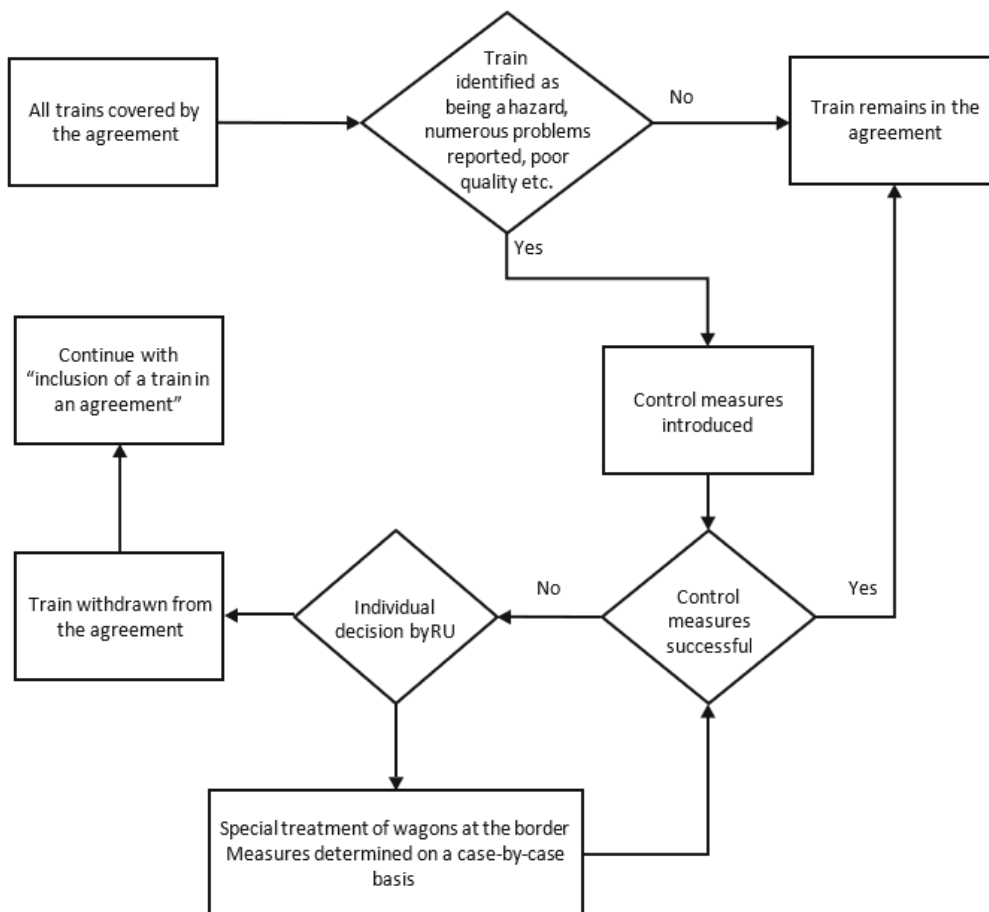 All trains covered by
the agreement
Train
identified as
being a hazard,
numerous problems
reported, poor
quality etc.
No
Train remains in the
agreement
Yes
Control measures
introduced
Control
measures
successful
Yes
No
Individual
decision byRU
Train withdrawn from
the agreement
Continue with
“inclusion of a train in
an agreement”
Special treatment of wagons at the border
Measures determined on a case-by-case
basis